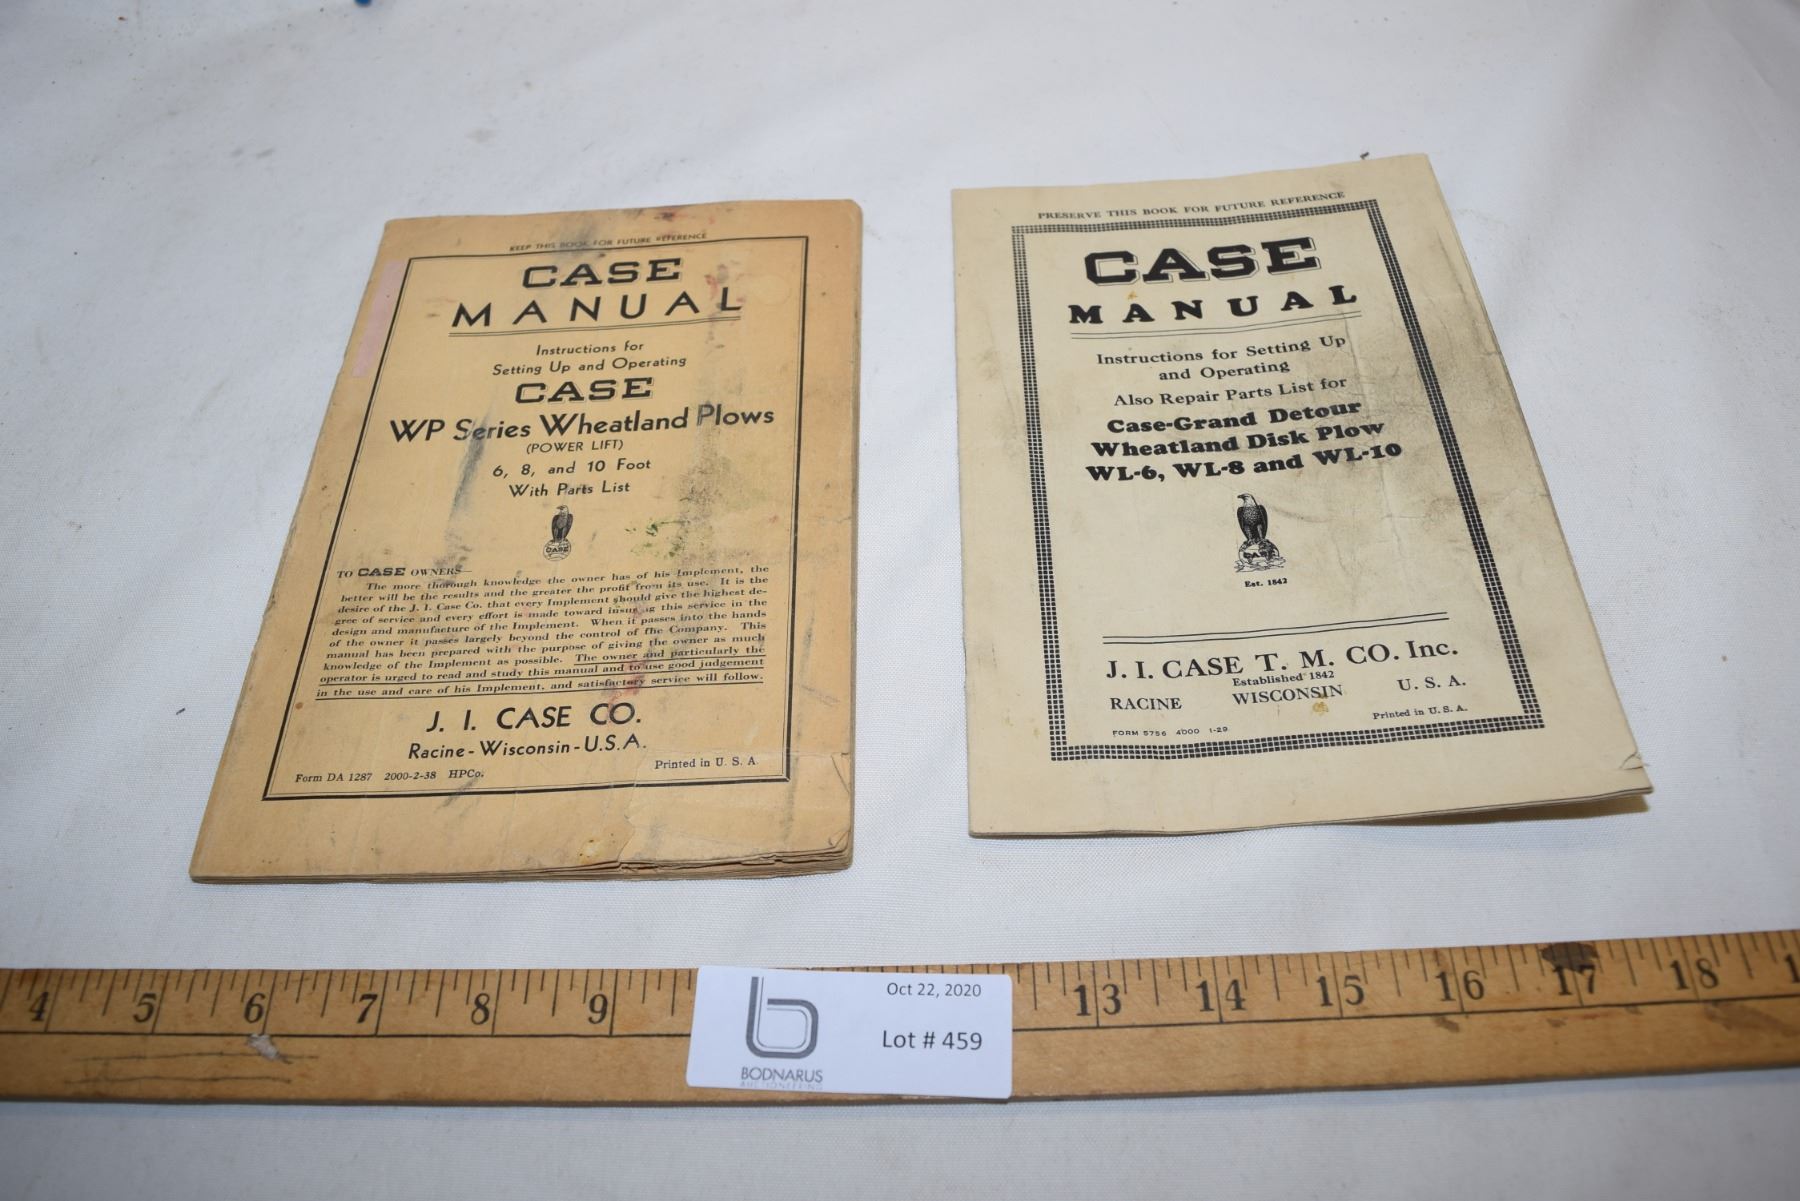 KEEP THIS BOOK FOR FUTURE REFERENCE
CASE
MANUAL
Instructions for
Setting Up and Operating
CASE
WP Series Wheatland Plows
(POWER LIFT)
6, 8, and 10 Foot
With Parts List
CASE
TO CASE OWNERS—
The more thorough knowledge the owner has of his Implement, the
better will be the results and the greater the profit from its use. It is the
desire of the J. I. Case Co. that every Implement should give the highest de-
gree of service and every effort is made toward insuring this service in the
design and manufacture of the Implement. When it passes into the hands
of the owner it passes largely beyond the control of the Company. This
manual has been prepared with the purpose of giving the owner as much
knowledge of the Implement as possible. The owner and particularly the
operator is urged to read and study this manual and to use good judgement
in the use and care of his Implement, and satisfactory service will follow.
J. I. CASE CO.
Racine - Wisconsin - U.S.A.
Form DA 1287 2000-2-38 HPCo.
Printed in U. S. A.
PRESERVE THIS BOOK FOR FUTURE REFERENCE
CASE
MANUAL
Instructions for Setting Up
and Operating
Also Repair Parts List for
Case-Grand Detour
Wheatland Disk Plow
WL-6, WL-8 and WL-10
CASE
Est. 1842
J. I. CASE T. M. CO. Inc.
Established 1842
RACINE WISCONSIN U. S. A.
Printed in U. S. A.
FORM 5756 4000 1-29
4 5 6 7 8 9 13 14 15 16 17 18 1
Oct 22, 2020
Lot # 459
b
BODNARUS
AUCTIONEERING